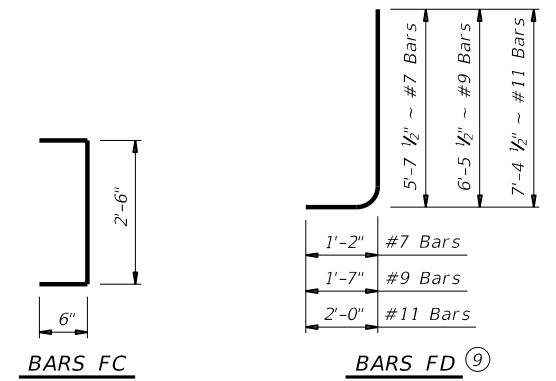 2'-6"
6"
BARS FC
5'-7 ½" ~ #7 Bars
6'-5 ½" ~ #9 Bars
7'-4 ½" ~ #11 Bars
1'-2" #7 Bars
1'-7" #9 Bars
2'-0" #11 Bars
BARS FD 9